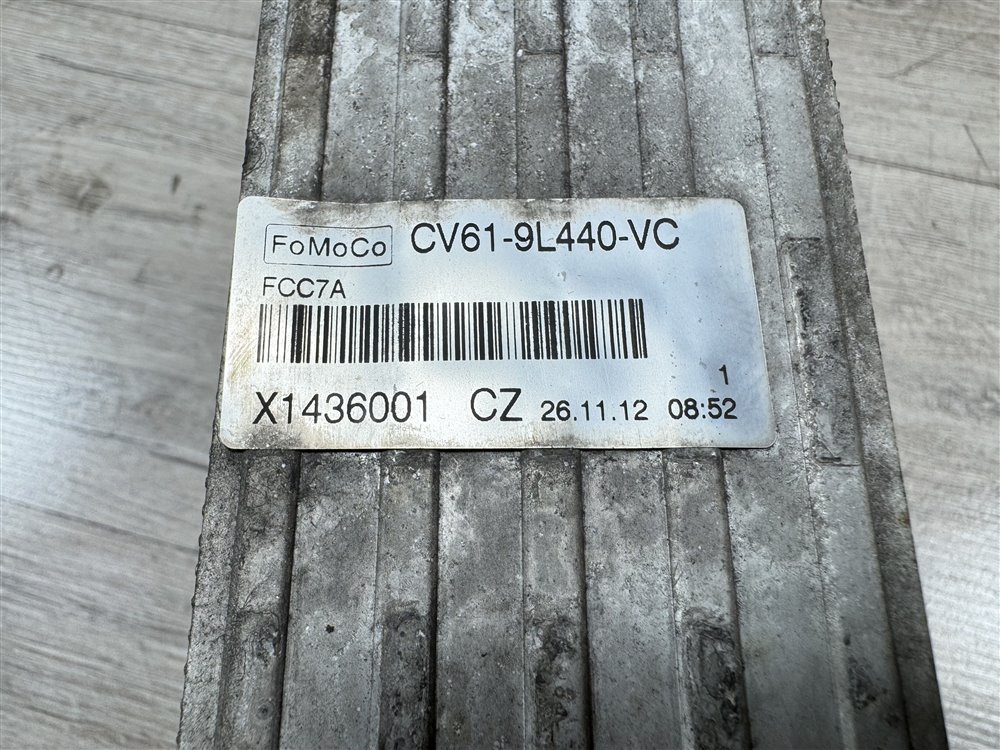 FoMoCo CV61-9L440-VC
FCC7A
1
X1436001 CZ 26.11.12 08:52